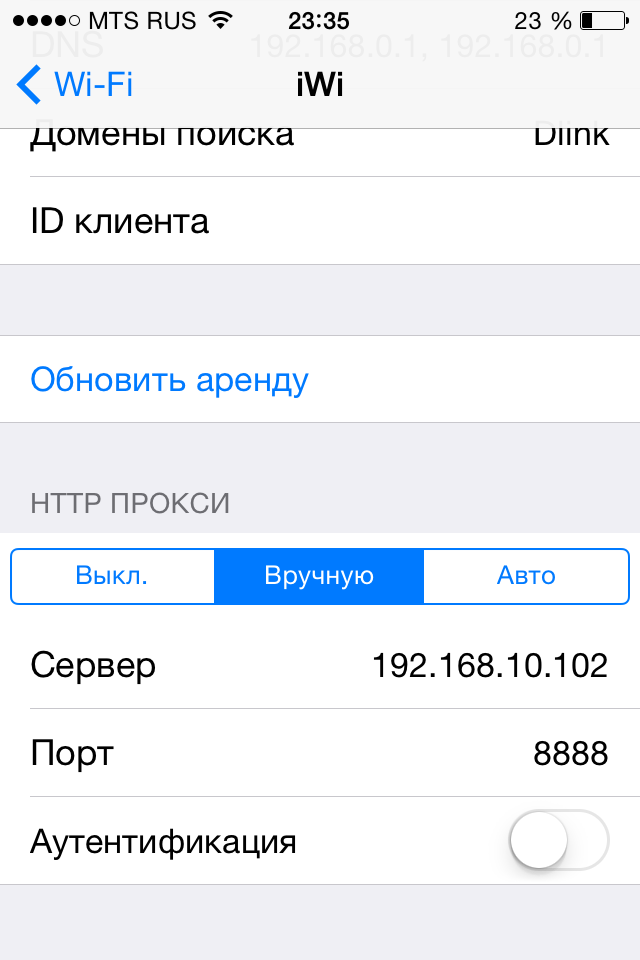 MTS RUS 23:35 23 %
DNS 192.168.0.1, 192.168.0.1
Wi-Fi iWi
Домены поиска Dlink
ID клиента
Обновить аренду
HTTP ПРОКСИ
Выкл. Вручную Авто
Сервер 192.168.10.102
Порт 8888
Аутентификация